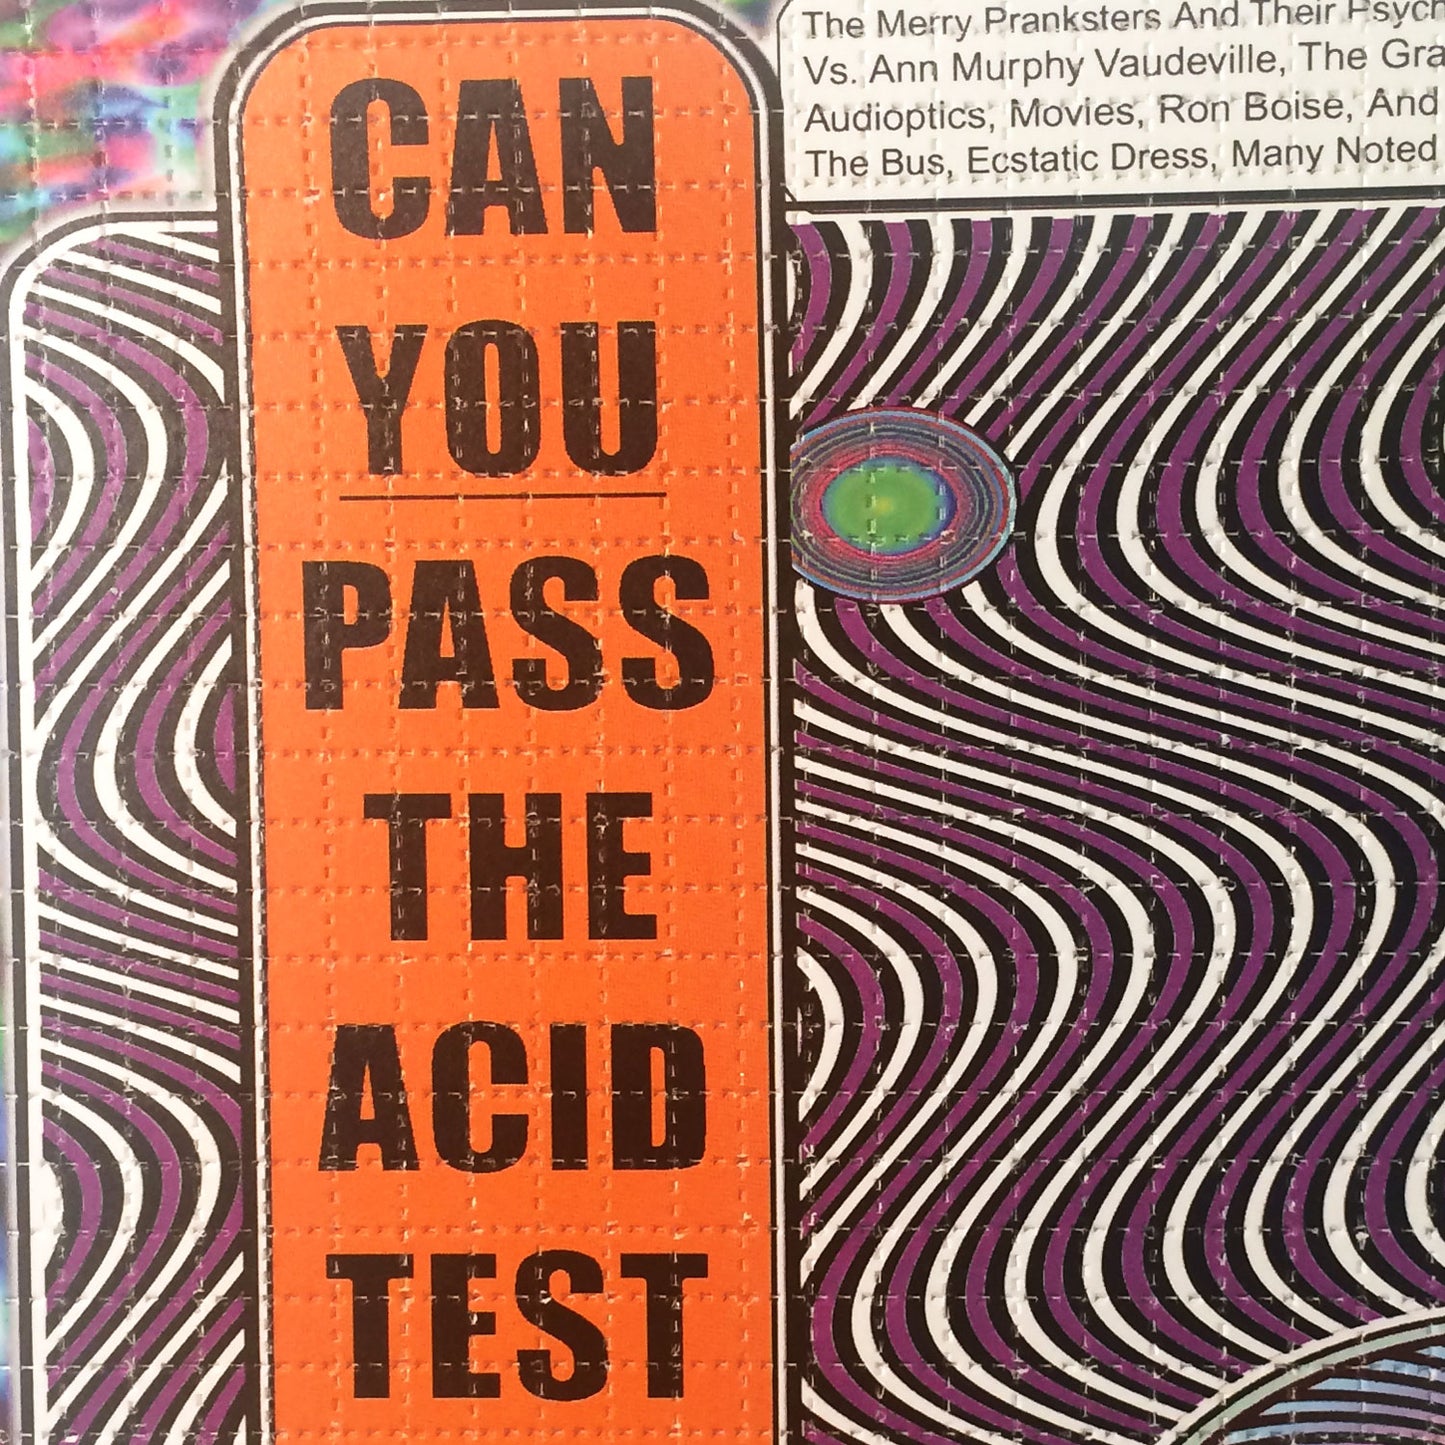 CAN
YOU
PASS
THE
ACID
TEST
The Merry Pranksters And Their Psych
Vs. Ann Murphy Vaudeville, The Gra
Audioptics, Movies, Ron Boise, And
The Bus, Ecstatic Dress, Many Noted